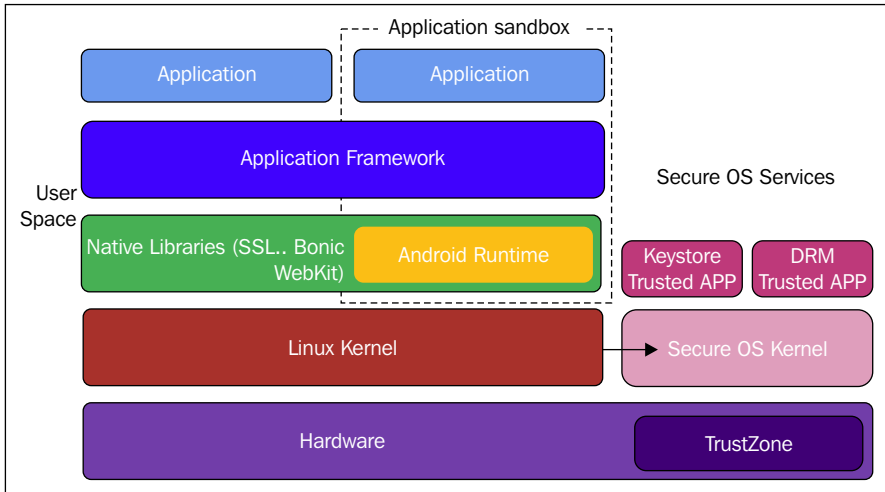 Application sandbox
Application
Application
Application Framework
User
Space
Secure OS Services
Native Libraries (SSL.. Bonic
WebKit)
Android Runtime
Keystore
Trusted APP
DRM
Trusted APP
Linux Kernel
Secure OS Kernel
Hardware
TrustZone